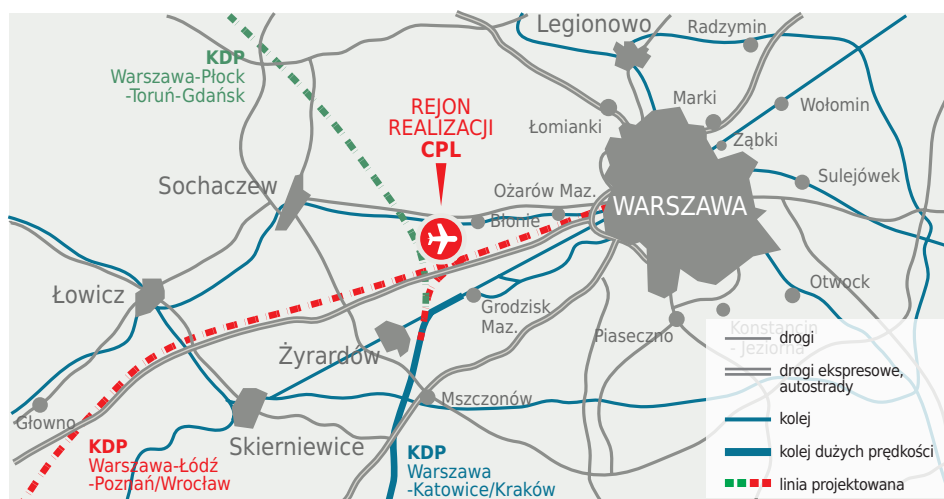 Legionowo
Radzymin
KDP
Warszawa-Płock
-Toruń-Gdańsk
REJON
REALIZACJI
CPL
Marki
Wołomin
Łomianki
Ząbki
Sochaczew
Ożarów Maz.
Sulejówek
WARSZAWA
Błonie
Łowicz
Otwock
Grodzisk
Maz.
Piaseczno
Konstancin
- Jeziorna
Żyrardów
Mszczonów
Głowno
Skierniewice
KDP
Warszawa-Łódź
-Poznań/Wrocław
KDP
Warszawa
-Katowice/Kraków
drogi
drogi ekspresowe,
autostrady
kolej
kolej dużych prędkości
linia projektowana